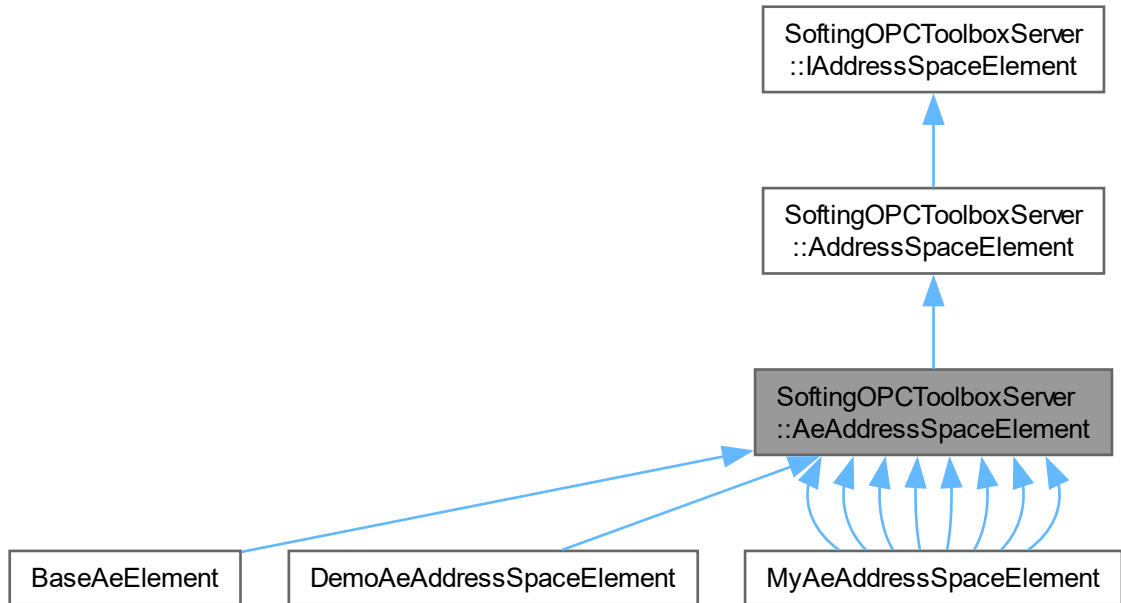 SoftingOPCToolboxServer
::IAddressSpaceElement
SoftingOPCToolboxServer
::AddressSpaceElement
SoftingOPCToolboxServer
::AeAddressSpaceElement
BaseAeElement
DemoAeAddressSpaceElement
MyAeAddressSpaceElement